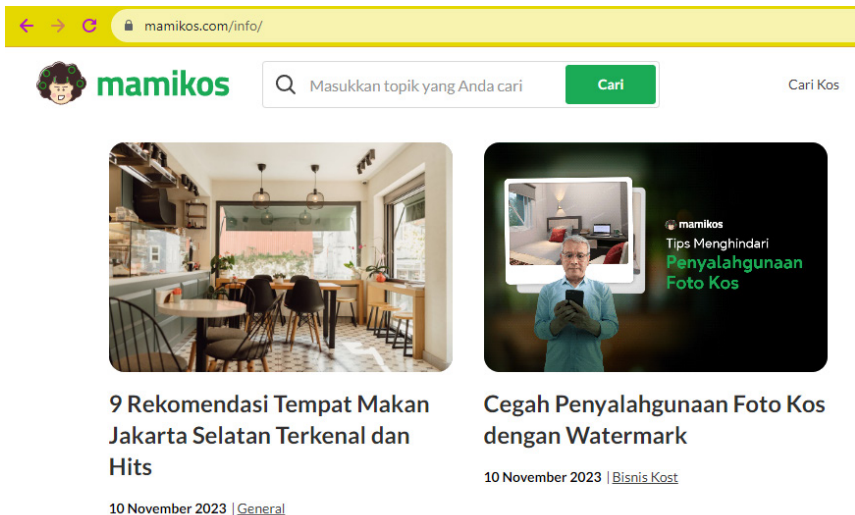 mamikos.com/info/
mamikos
Masukkan topik yang Anda cari
Cari
Cari Kos
mamikos
Tips Menghindari
Penyalahgunaan
Foto Kos
9 Rekomendasi Tempat Makan
Jakarta Selatan Terkenal dan
Hits
10 November 2023 | General
Cegah Penyalahgunaan Foto Kos
dengan Watermark
10 November 2023 | Bisnis Kost